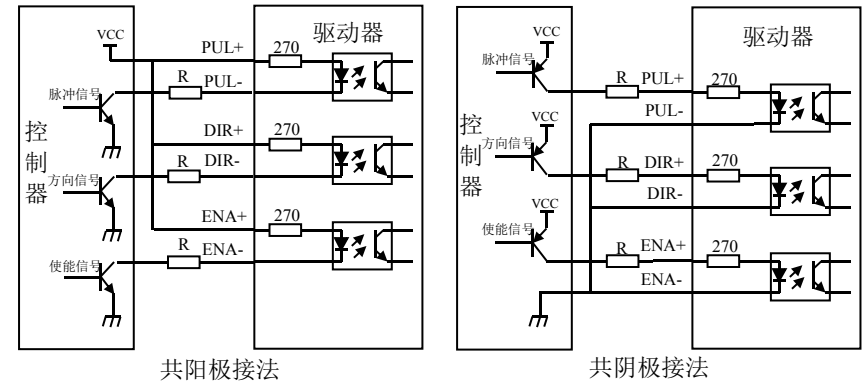 VCC
驱动器
PUL+
270
R
PUL-
脉冲信号
DIR+
270
控制器
R
DIR-
方向信号
ENA+
270
R
ENA-
使能信号
共阳极接法
VCC
驱动器
脉冲信号
R
PUL+
270
PUL-
VCC
控制器
方向信号
R
DIR+
270
DIR-
VCC
使能信号
R
ENA+
270
ENA-
共阴极接法